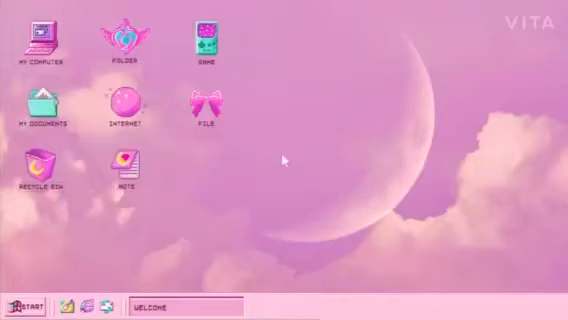 VITA
MY COMPUTER
FOLDER
GAME
MY DOCUMENTS
INTERNET
FILE
RECYCLE BIN
NOTE
START
WELCOME